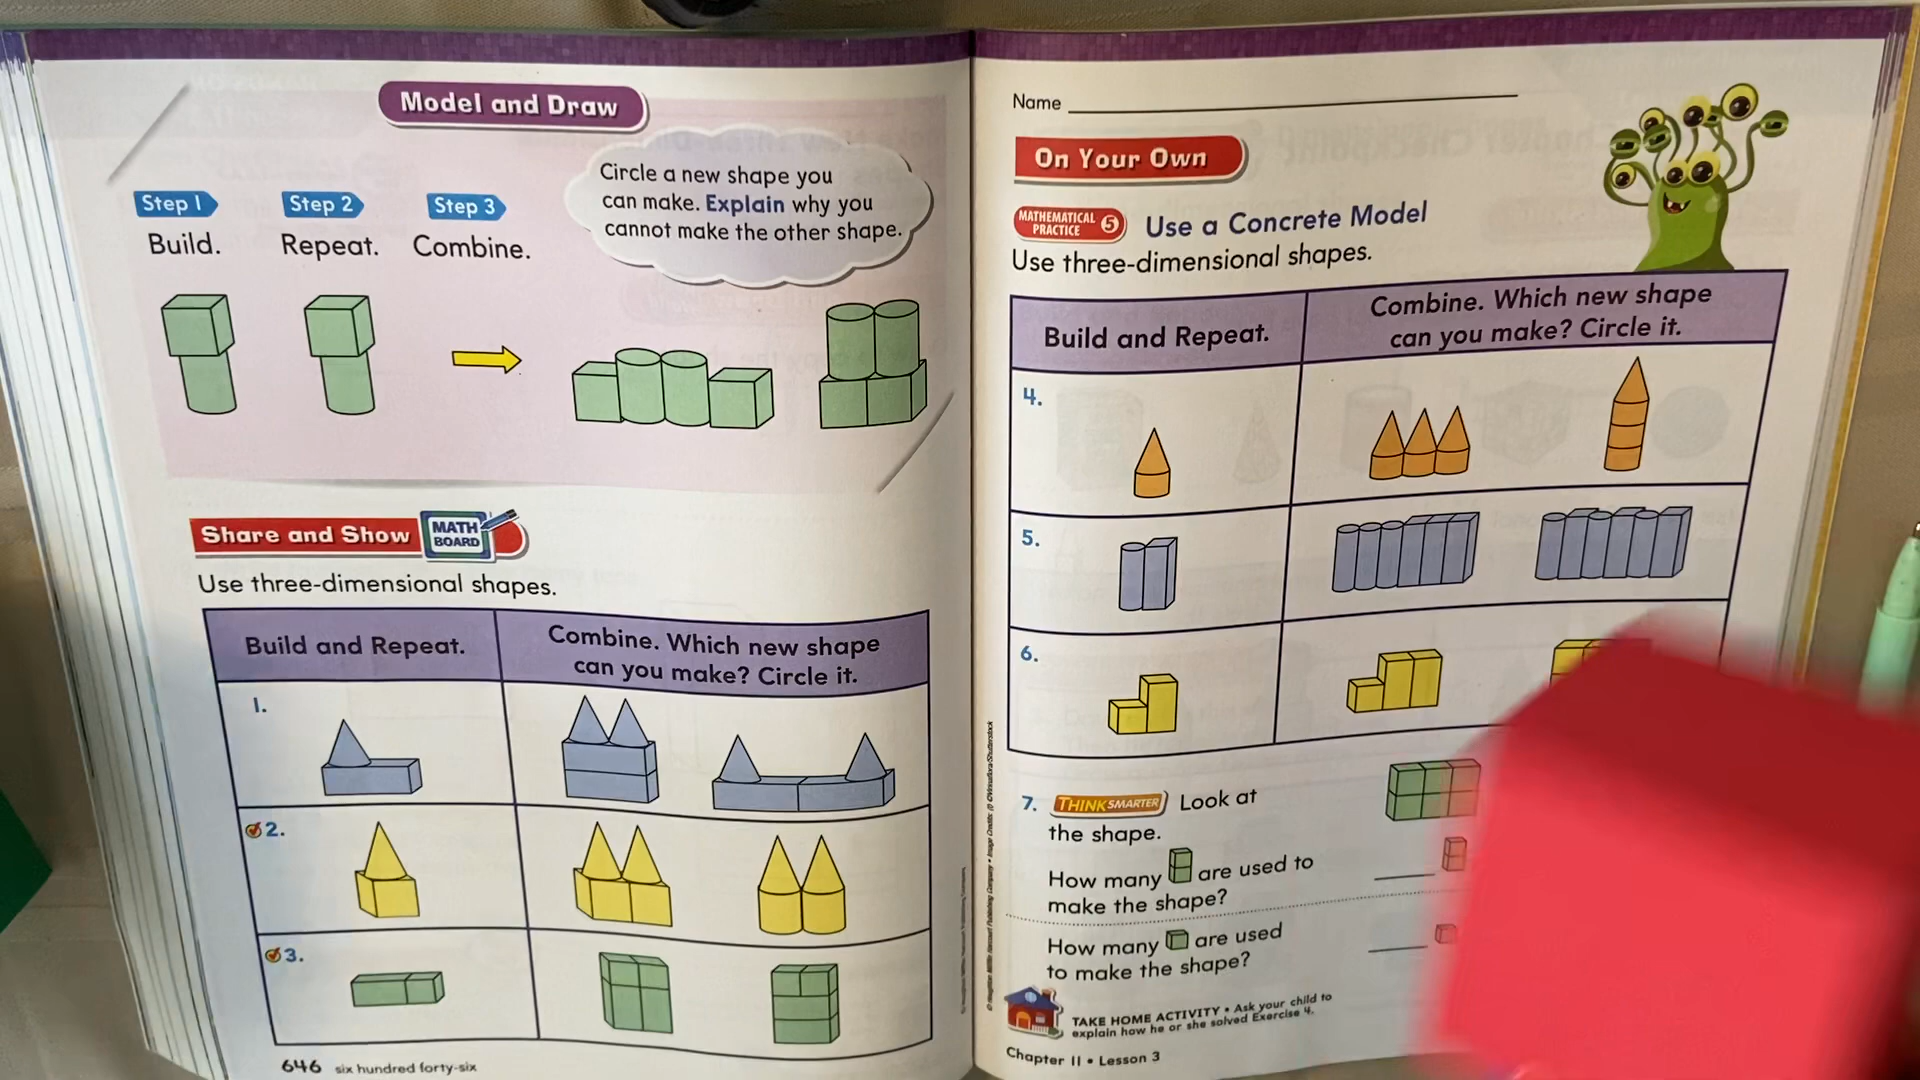 Model and Draw
Step 1
Step 2
Step 3
Build.
Repeat.
Combine.
Circle a new shape you
can make. Explain why you
cannot make the other shape.
Share and Show
MATH
BOARD
Use three-dimensional shapes.
Build and Repeat.
Combine. Which new shape
can you make? Circle it.
1.
2.
3.
646 six hundred forty-six
Name
On Your Own
MATHEMATICAL
PRACTICE 5
Use a Concrete Model
Use three-dimensional shapes.
Build and Repeat.
Combine. Which new shape
can you make? Circle it.
4.
5.
6.
7. THINK SMARTER Look at
the shape.
How many are used to
make the shape?
How many are used
to make the shape?
TAKE HOME ACTIVITY • Ask your child to
explain how he or she solved Exercise 4.
Chapter 11 • Lesson 3